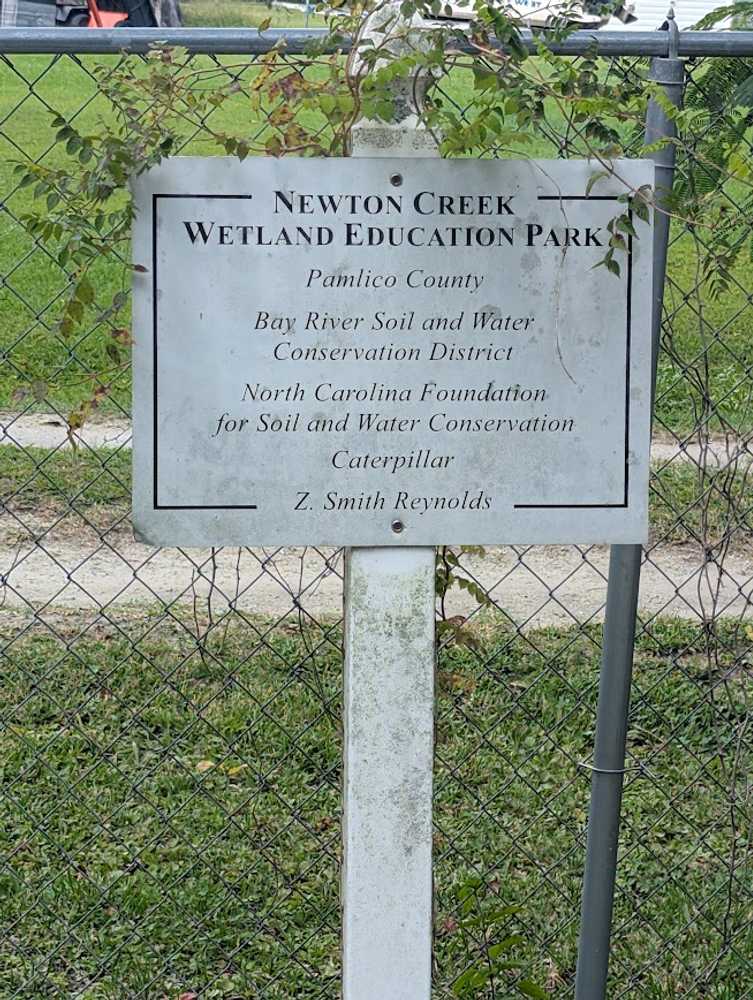 NEWTON CREEK
WETLAND EDUCATION PARK
Pamlico County
Bay River Soil and Water
Conservation District
North Carolina Foundation
for Soil and Water Conservation
Caterpillar
Z. Smith Reynolds